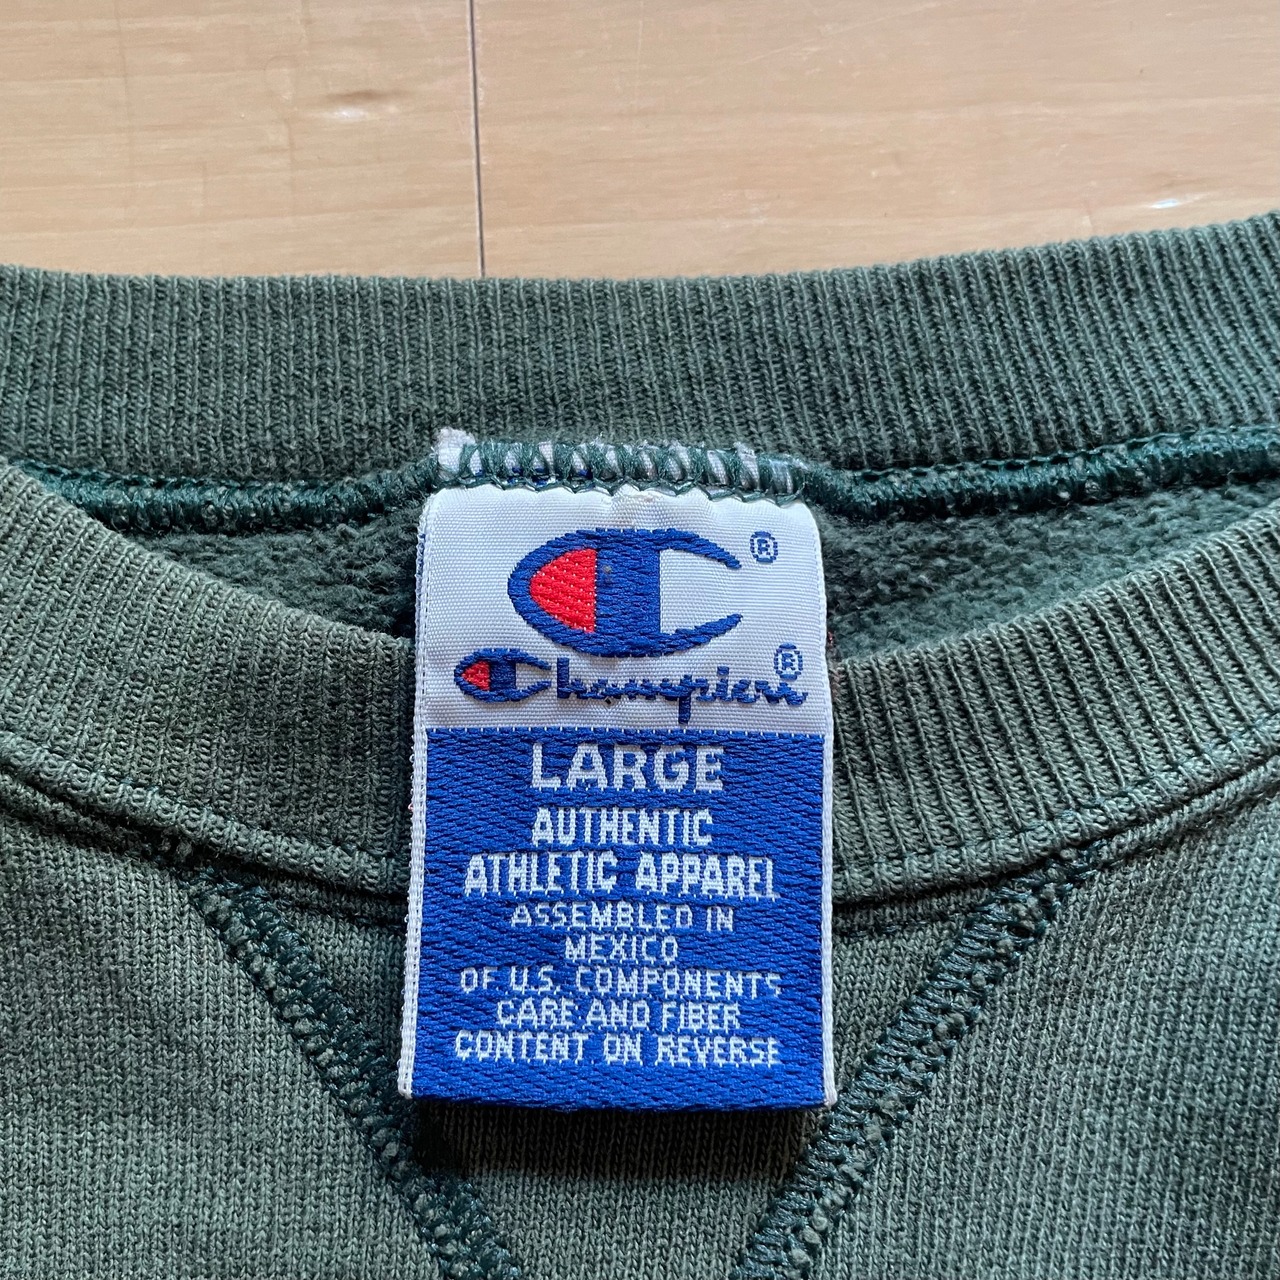 ®
Champion®
LARGE
AUTHENTIC
ATHLETIC APPAREL
ASSEMBLED IN
MEXICO
OF U.S. COMPONENTS
CARE AND FIBER
CONTENT ON REVERSE